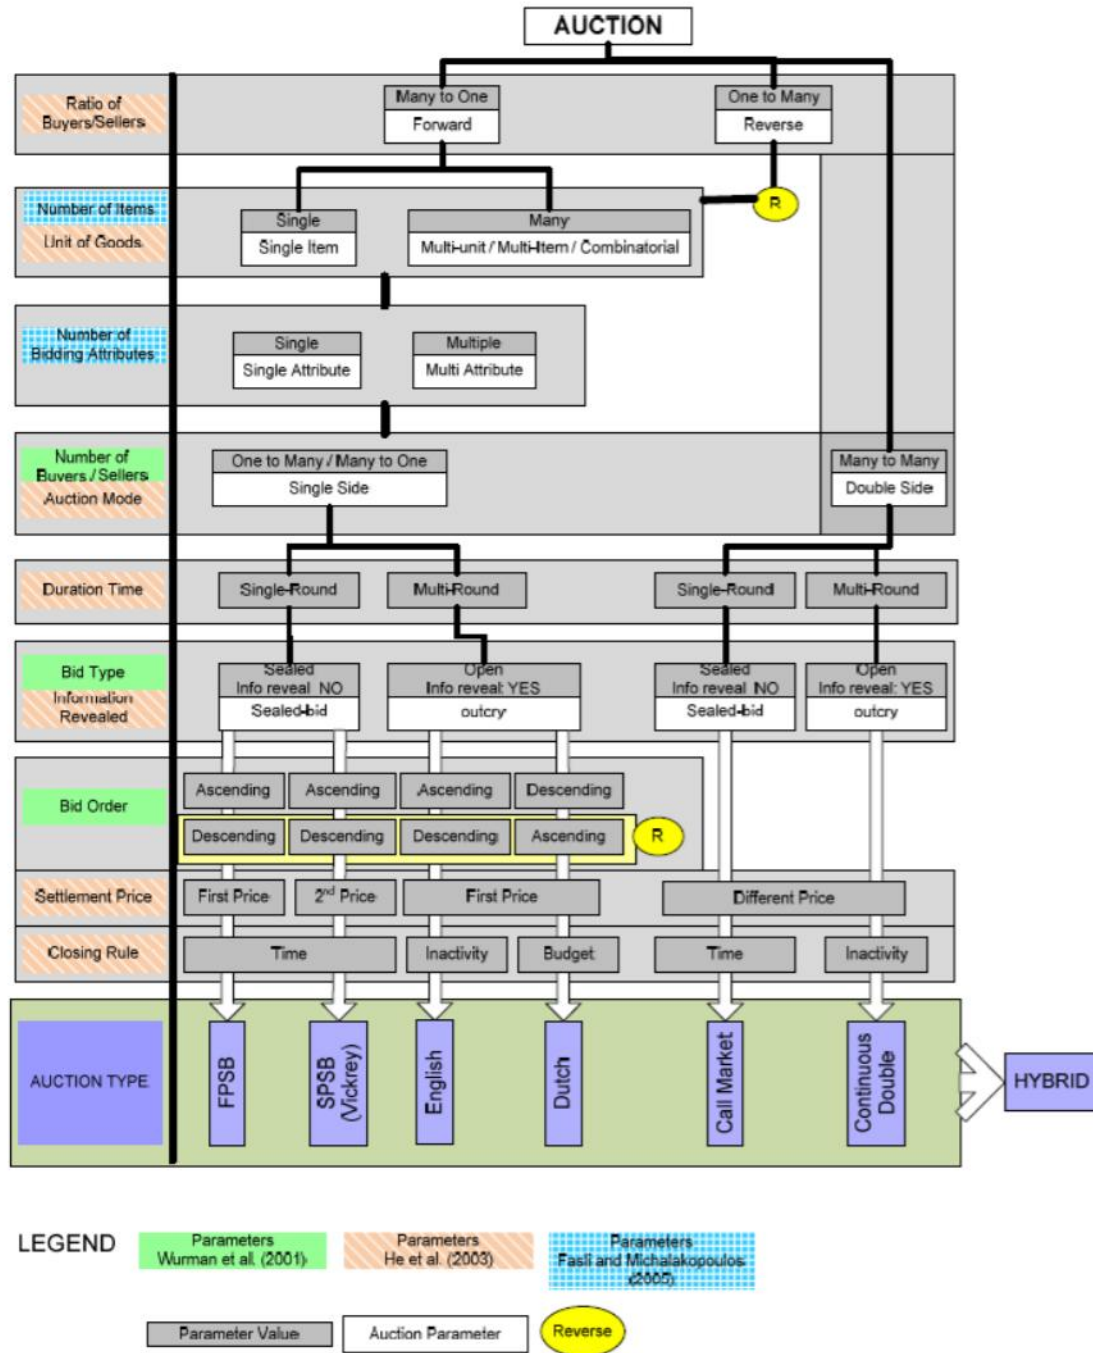 AUCTION
Ratio of
Buyers/Sellers
Many to One
Forward
One to Many
Reverse
R
Number of Items
Unit of Goods
Single
Single Item
Many
Multi-unit / Multi-Item / Combinatorial
Number of
Bidding Attributes
Single
Single Attribute
Multiple
Multi Attribute
Number of
Buyers / Sellers
Auction Mode
One to Many / Many to One
Single Side
Many to Many
Double Side
Duration Time
Single-Round
Multi-Round
Single-Round
Multi-Round
Bid Type
Information
Revealed
Sealed
Info reveal: NO
Sealed-bid
Open
Info reveal: YES
outcry
Sealed
Info reveal: NO
Sealed-bid
Open
Info reveal: YES
outcry
Bid Order
Ascending
Ascending
Ascending
Descending
Descending
Descending
Descending
Ascending
R
Settlement Price
First Price
2nd Price
First Price
Different Price
Closing Rule
Time
Inactivity
Budget
Time
Inactivity
AUCTION TYPE
FPSB
SPSB
(Vickrey)
English
Dutch
Call Market
Continuous
Double
HYBRID
LEGEND
Parameters
Wurman et all. (2001)
Parameters
He et al. (2003)
Parameters
Fasli and Michalakopoulos
(2005)
Parameter Value
Auction Parameter
Reverse